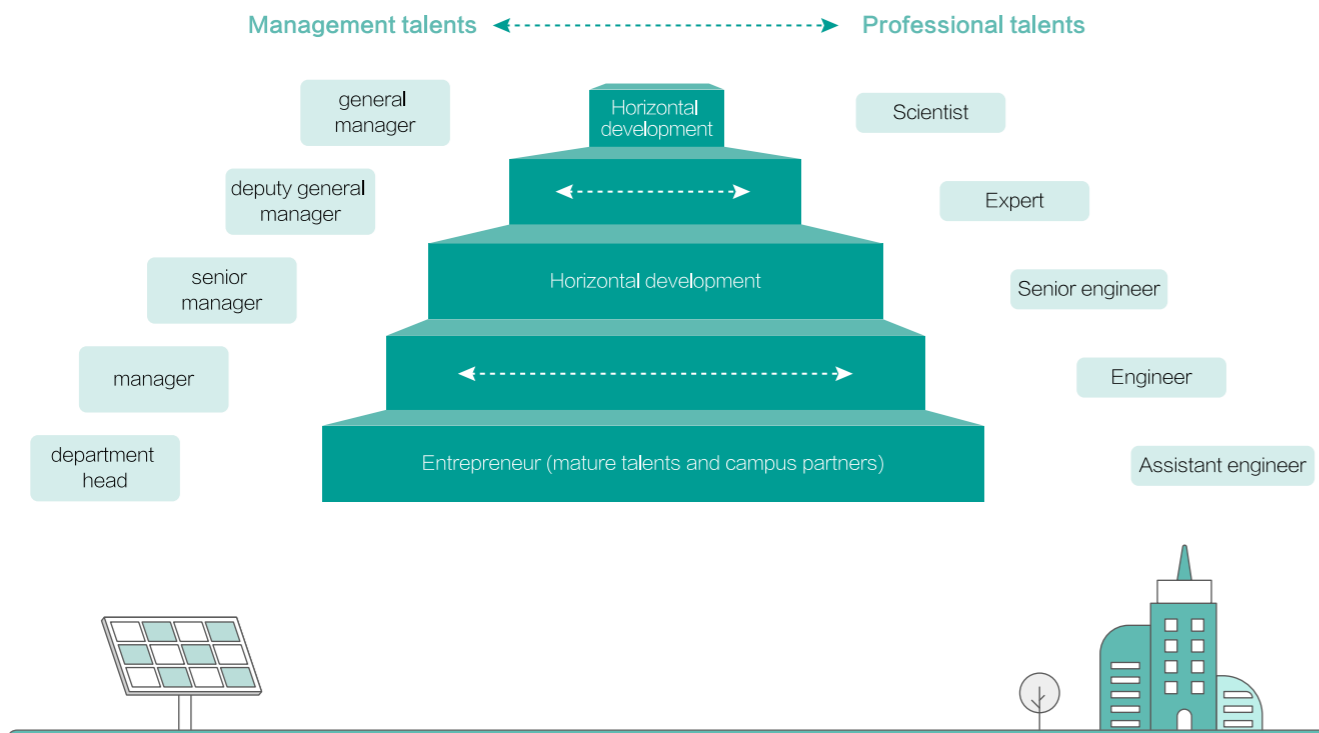 Management talents
Professional talents
general
manager
Horizontal
development
Scientist
deputy general
manager
Expert
senior
manager
Horizontal development
Senior engineer
manager
Engineer
department
head
Entrepreneur (mature talents and campus partners)
Assistant engineer